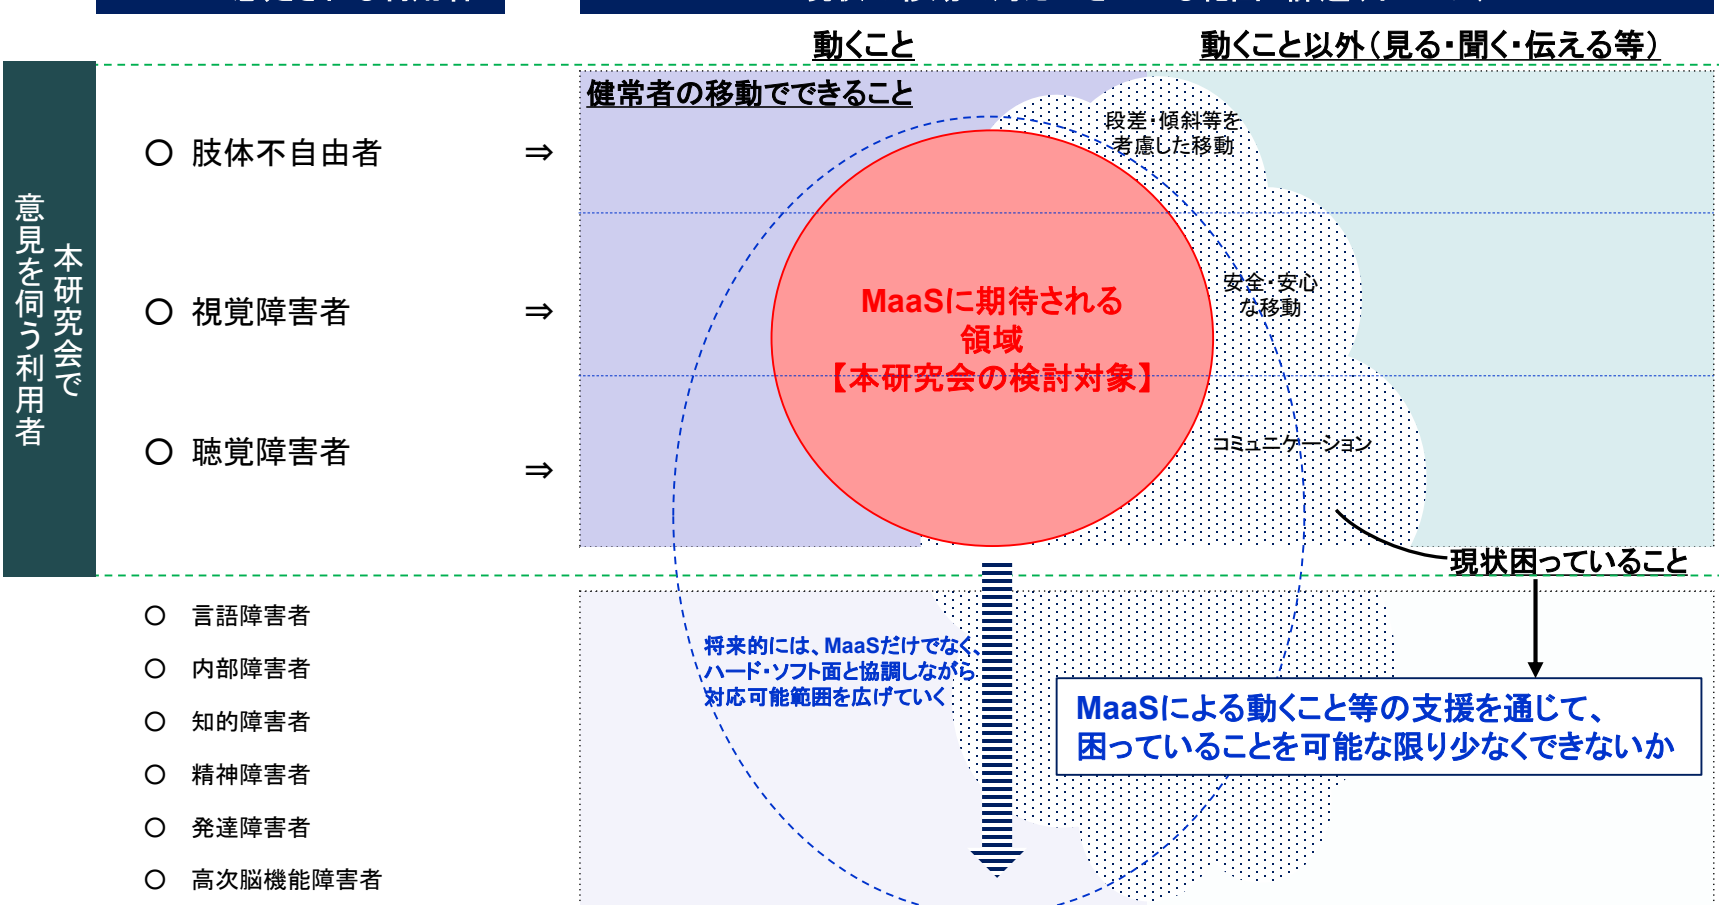 動くこと
動くこと以外（見る・聞く・伝える等）
健常者の移動でできること
本研究会で
意見を伺う利用者
○ 肢体不自由者 ⇒
段差・傾斜等を
考慮した移動
○ 視覚障害者 ⇒
安全・安心
な移動
MaaSに期待される
領域
【本研究会の検討対象】
○ 聴覚障害者 ⇒
コミュニケーション
現状困っていること
○ 言語障害者
○ 内部障害者
○ 知的障害者
○ 精神障害者
○ 発達障害者
○ 高次脳機能障害者
将来的には、MaaSだけでなく、
ハード・ソフト面と協調しながら
対応可能範囲を広げていく
MaaSによる動くこと等の支援を通じて、
困っていることを可能な限り少なくできないか